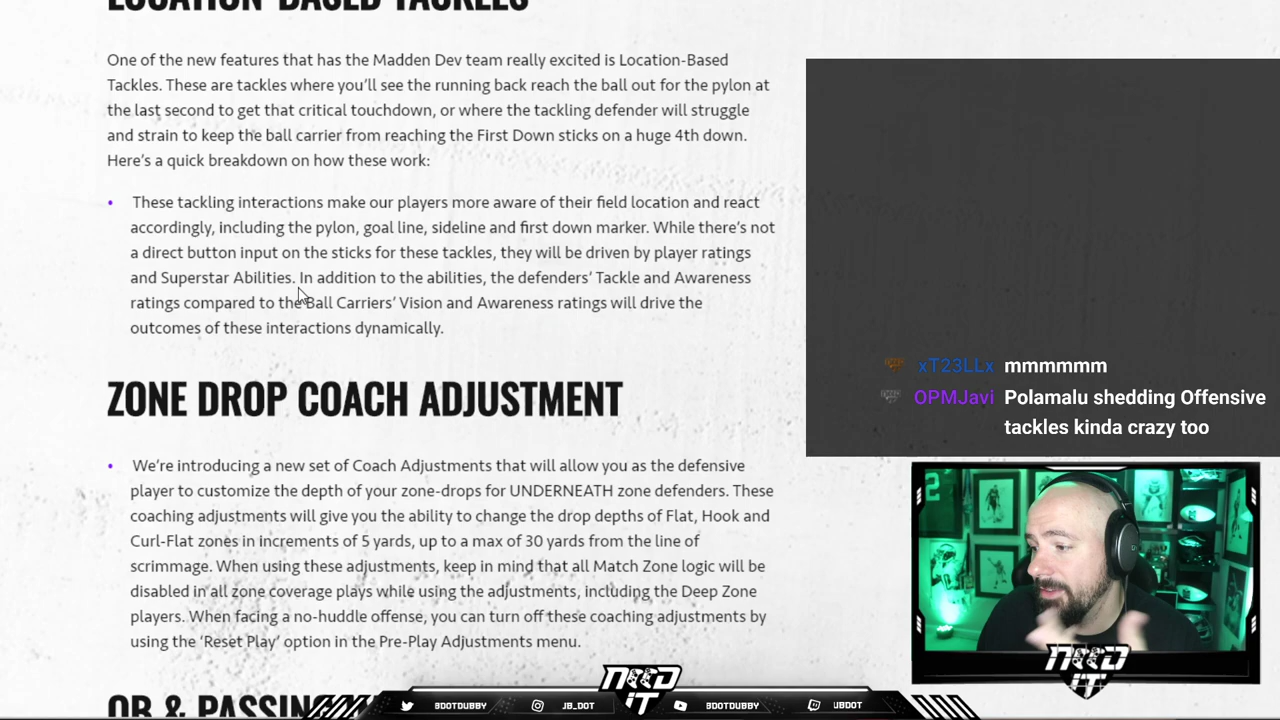 LOCATION-BASED TACKLES
One of the new features that has the Madden Dev team really excited is Location-Based
Tackles. These are tackles where you'll see the running back reach the ball out for the pylon at
the last second to get that critical touchdown, or where the tackling defender will struggle
and strain to keep the ball carrier from reaching the First Down sticks on a huge 4th down.
Here's a quick breakdown on how these work:
• These tackling interactions make our players more aware of their field location and react
accordingly, including the pylon, goal line, sideline and first down marker. While there's not
a direct button input on the sticks for these tackles, they will be driven by player ratings
and Superstar Abilities. In addition to the abilities, the defenders' Tackle and Awareness
ratings compared to the Ball Carriers' Vision and Awareness ratings will drive the
outcomes of these interactions dynamically.
ZONE DROP COACH ADJUSTMENT
• We're introducing a new set of Coach Adjustments that will allow you as the defensive
player to customize the depth of your zone-drops for UNDERNEATH zone defenders. These
coaching adjustments will give you the ability to change the drop depths of Flat, Hook and
Curl-Flat zones in increments of 5 yards, up to a max of 30 yards from the line of
scrimmage. When using these adjustments, keep in mind that all Match Zone logic will be
disabled in all zone coverage plays while using the adjustments, including the Deep Zone
players. When facing a no-huddle offense, you can turn off these coaching adjustments by
using the 'Reset Play' option in the Pre-Play Adjustments menu.
QB & PASSING
xT23LLx mmmmmm
OPMJavi Polamalu shedding Offensive
tackles kinda crazy too
2
NEED
IT!
NEED
IT
BDOTDUBBY JB_DOT BDOTDUBBY JBDOT